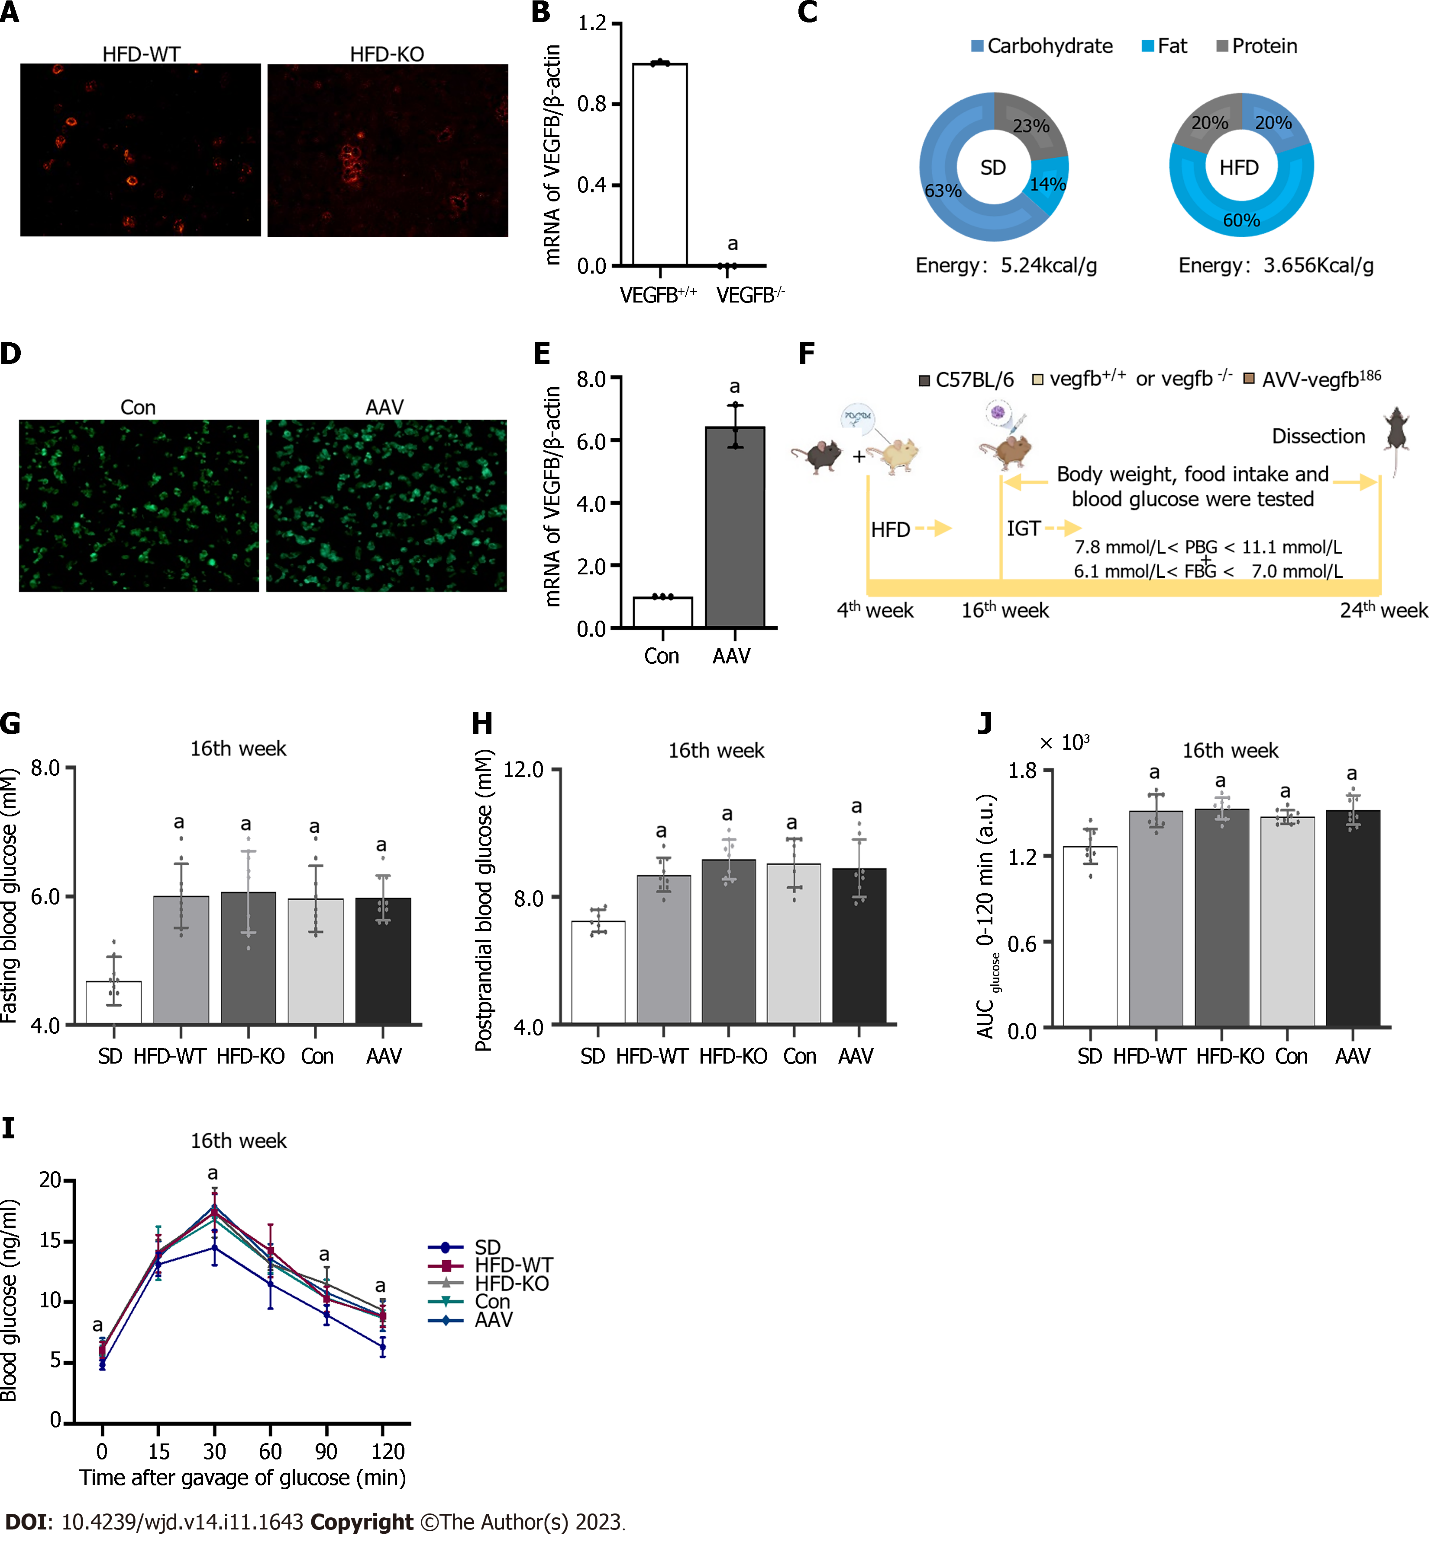 A
HFD-WT
HFD-KO
B
mRNA of VEGFB/β-actin
1.2
0.8
0.4
0.0
a
VEGFB+/+
VEGFB-/-
C
Carbohydrate
Fat
Protein
23%
14%
63%
SD
Energy: 5.24kcal/g
20%
20%
60%
HFD
Energy: 3.656Kcal/g
D
Con
AAV
E
mRNA of VEGFB/β-actin
8.0
6.0
4.0
2.0
0.0
a
Con
AAV
F
C57BL/6
vegfb+/+ or vegfb -/-
AVV-vegfb186
+
Dissection
Body weight, food intake and
blood glucose were tested
HFD
IGT
7.8 mmol/L< PBG < 11.1 mmol/L
+
6.1 mmol/L< FBG < 7.0 mmol/L
4th week
16th week
24th week
G
16th week
Fasting blood glucose (mM)
8.0
6.0
4.0
a
a
a
a
SD
HFD-WT
HFD-KO
Con
AAV
H
16th week
Postprandial blood glucose (mM)
12.0
8.0
4.0
a
a
a
a
SD
HFD-WT
HFD-KO
Con
AAV
J
× 10³
16th week
AUC glucose 0-120 min (a.u.)
1.8
1.2
0.6
0.0
a
a
a
a
SD
HFD-WT
HFD-KO
Con
AAV
I
16th week
Blood glucose (ng/ml)
20
15
10
5
0
a
a
a
a
0
15
30
60
90
120
Time after gavage of glucose (min)
SD
HFD-WT
HFD-KO
Con
AAV
DOI: 10.4239/wjd.v14.i11.1643 Copyright ©The Author(s) 2023.